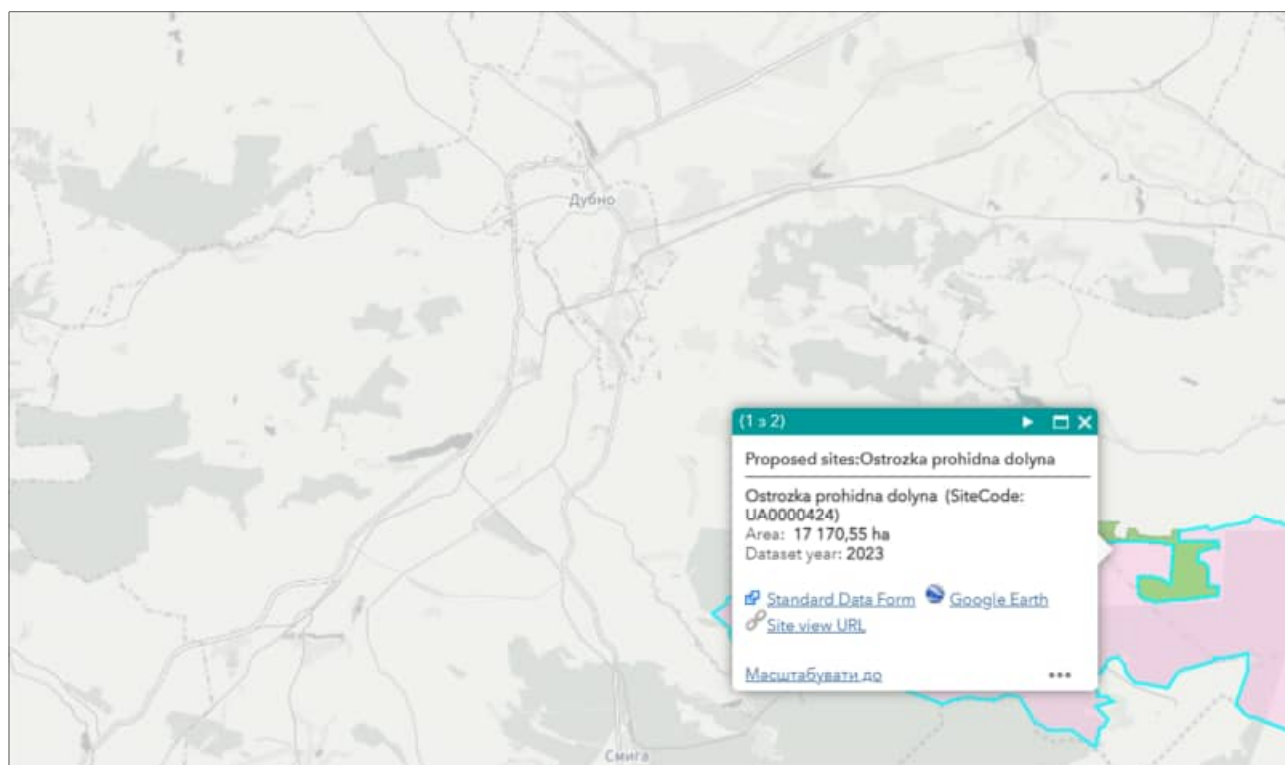 Дубно
(1 з 2)
Proposed sites:Ostrozka prohidna dolyna
Ostrozka prohidna dolyna (SiteCode:
UA0000424)
Area: 17 170,55 ha
Dataset year: 2023
Standard Data Form Google Earth
Site view URL
Масштабувати до
Смига